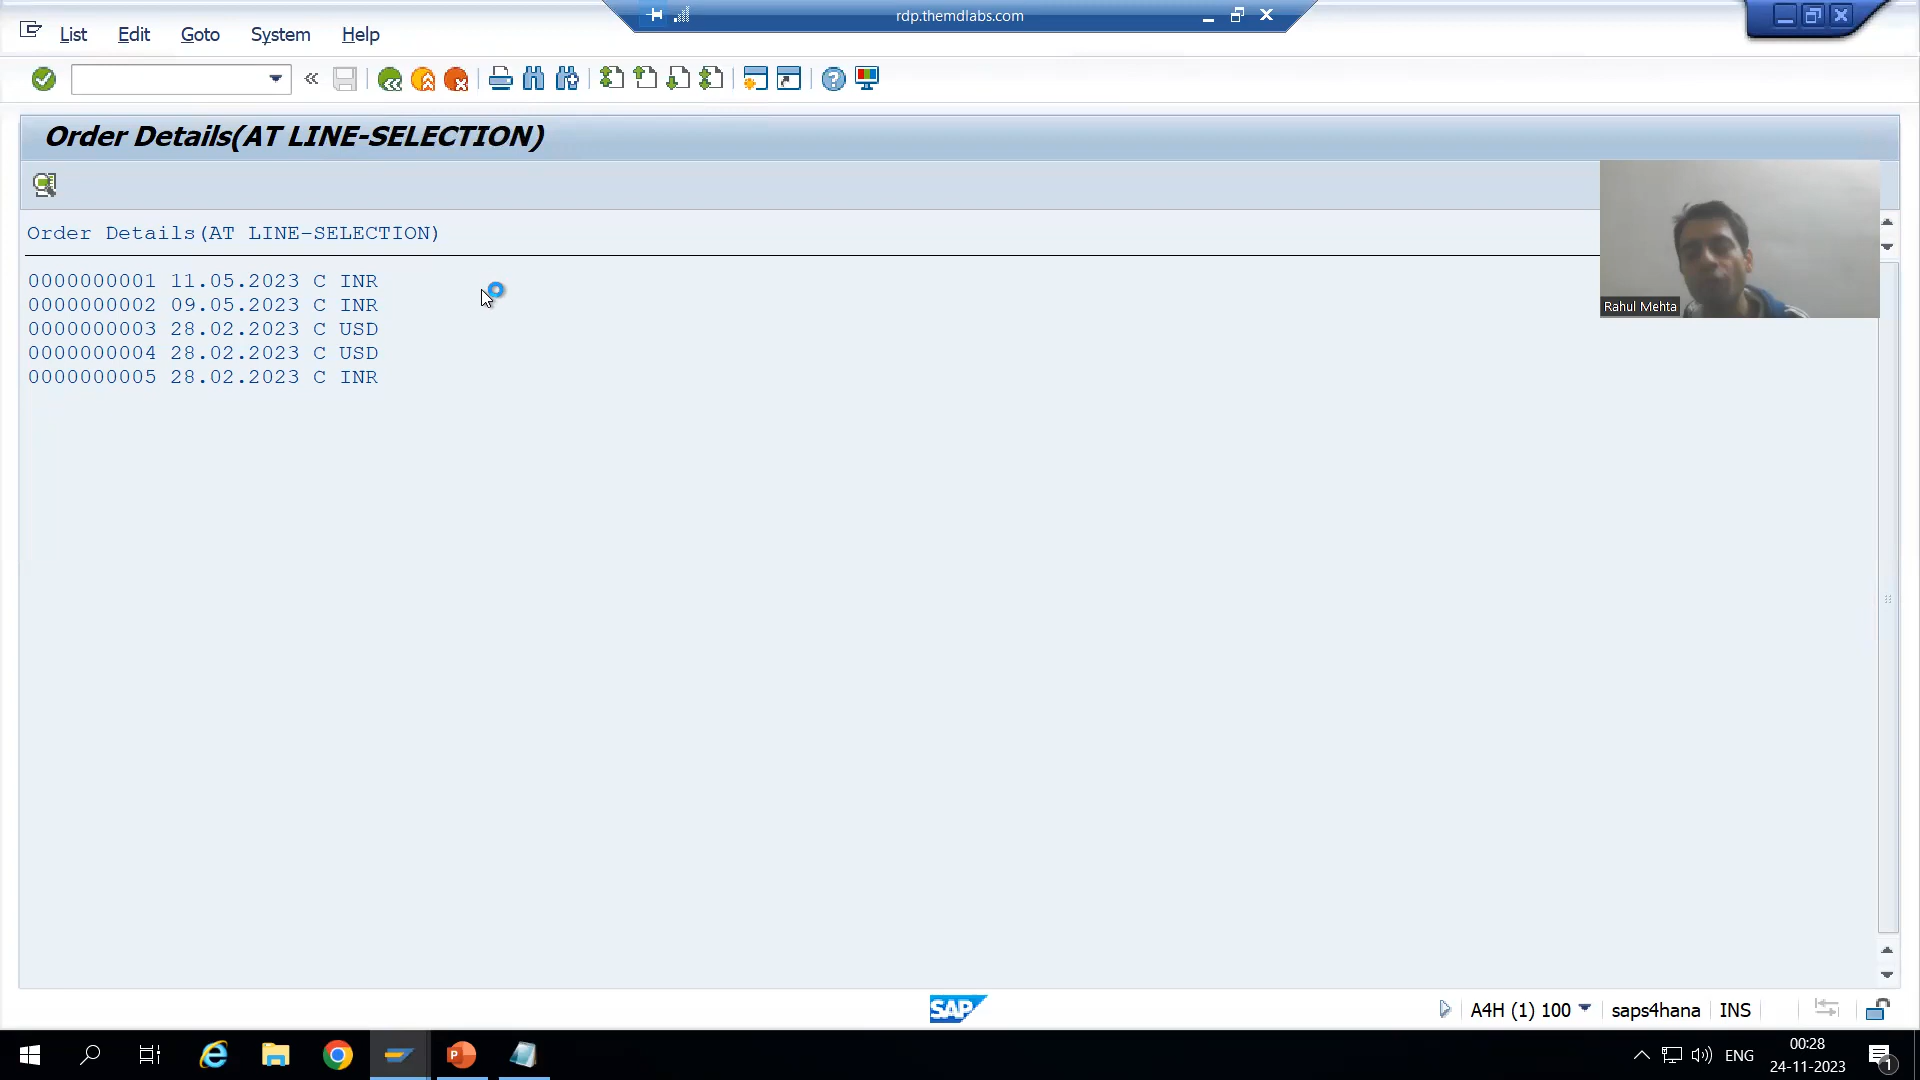 rdp.themdlabs.com
List Edit Goto System Help
Order Details(AT LINE-SELECTION)
Order Details(AT LINE-SELECTION)
0000000001 11.05.2023 C INR
0000000002 09.05.2023 C INR
0000000003 28.02.2023 C USD
0000000004 28.02.2023 C USD
0000000005 28.02.2023 C INR
Rahul Mehta
SAP
A4H (1) 100 saps4hana INS
ENG
00:28
24-11-2023
1